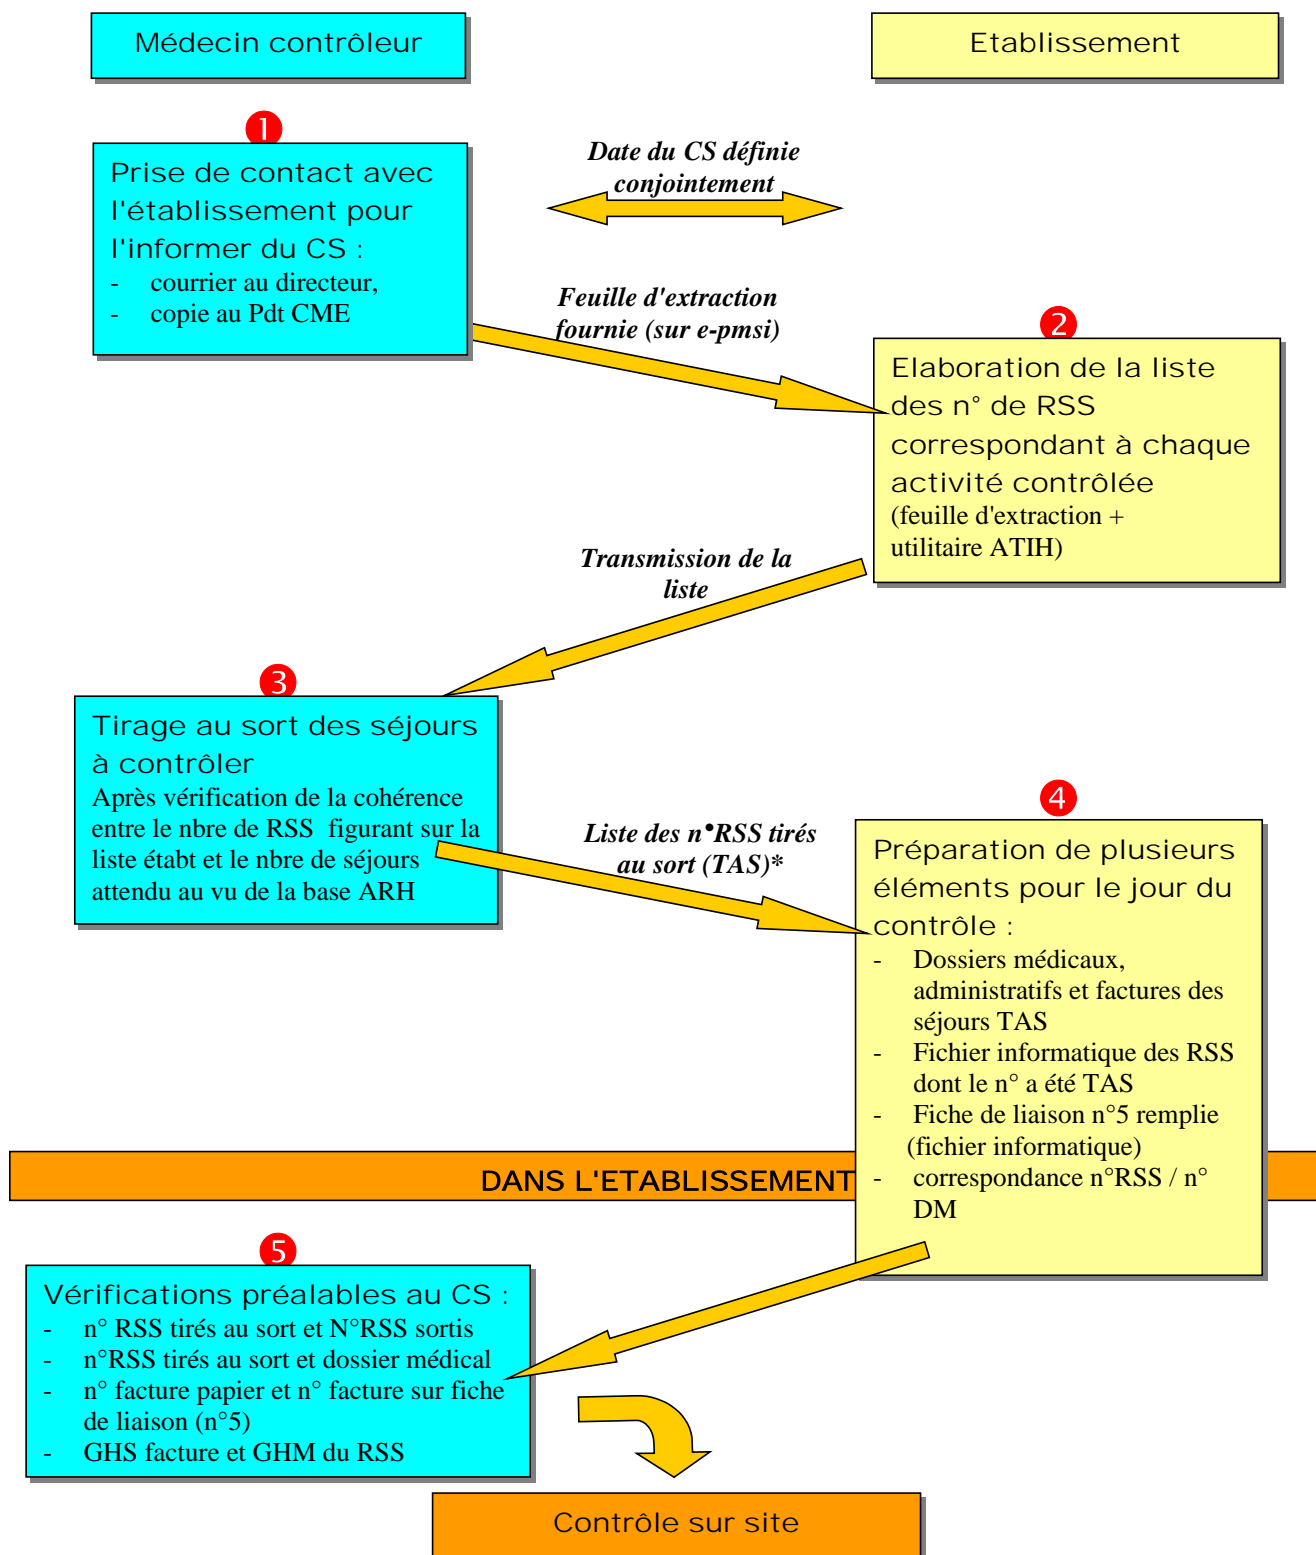 Médecin contrôleur
Etablissement
1
Prise de contact avec
l'établissement pour
l'informer du CS :
- courrier au directeur,
- copie au Pdt CME
Date du CS définie
conjointement
Feuille d'extraction
fournie (sur e-pmsi)
2
Elaboration de la liste
des n° de RSS
correspondant à chaque
activité contrôlée
(feuille d'extraction +
utilitaire ATIH)
Transmission de la
liste
3
Tirage au sort des séjours
à contrôler
Après vérification de la cohérence
entre le nbre de RSS figurant sur la
liste étabt et le nbre de séjours
attendu au vu de la base ARH
Liste des n•RSS tirés
au sort (TAS)*
4
Préparation de plusieurs
éléments pour le jour du
contrôle :
- Dossiers médicaux,
administratifs et factures des
séjours TAS
- Fichier informatique des RSS
dont le n° a été TAS
- Fiche de liaison n°5 remplie
(fichier informatique)
- correspondance n°RSS / n°
DM
DANS L'ETABLISSEMENT
5
Vérifications préalables au CS :
- n° RSS tirés au sort et N°RSS sortis
- n°RSS tirés au sort et dossier médical
- n° facture papier et n° facture sur fiche
de liaison (n°5)
- GHS facture et GHM du RSS
Contrôle sur site